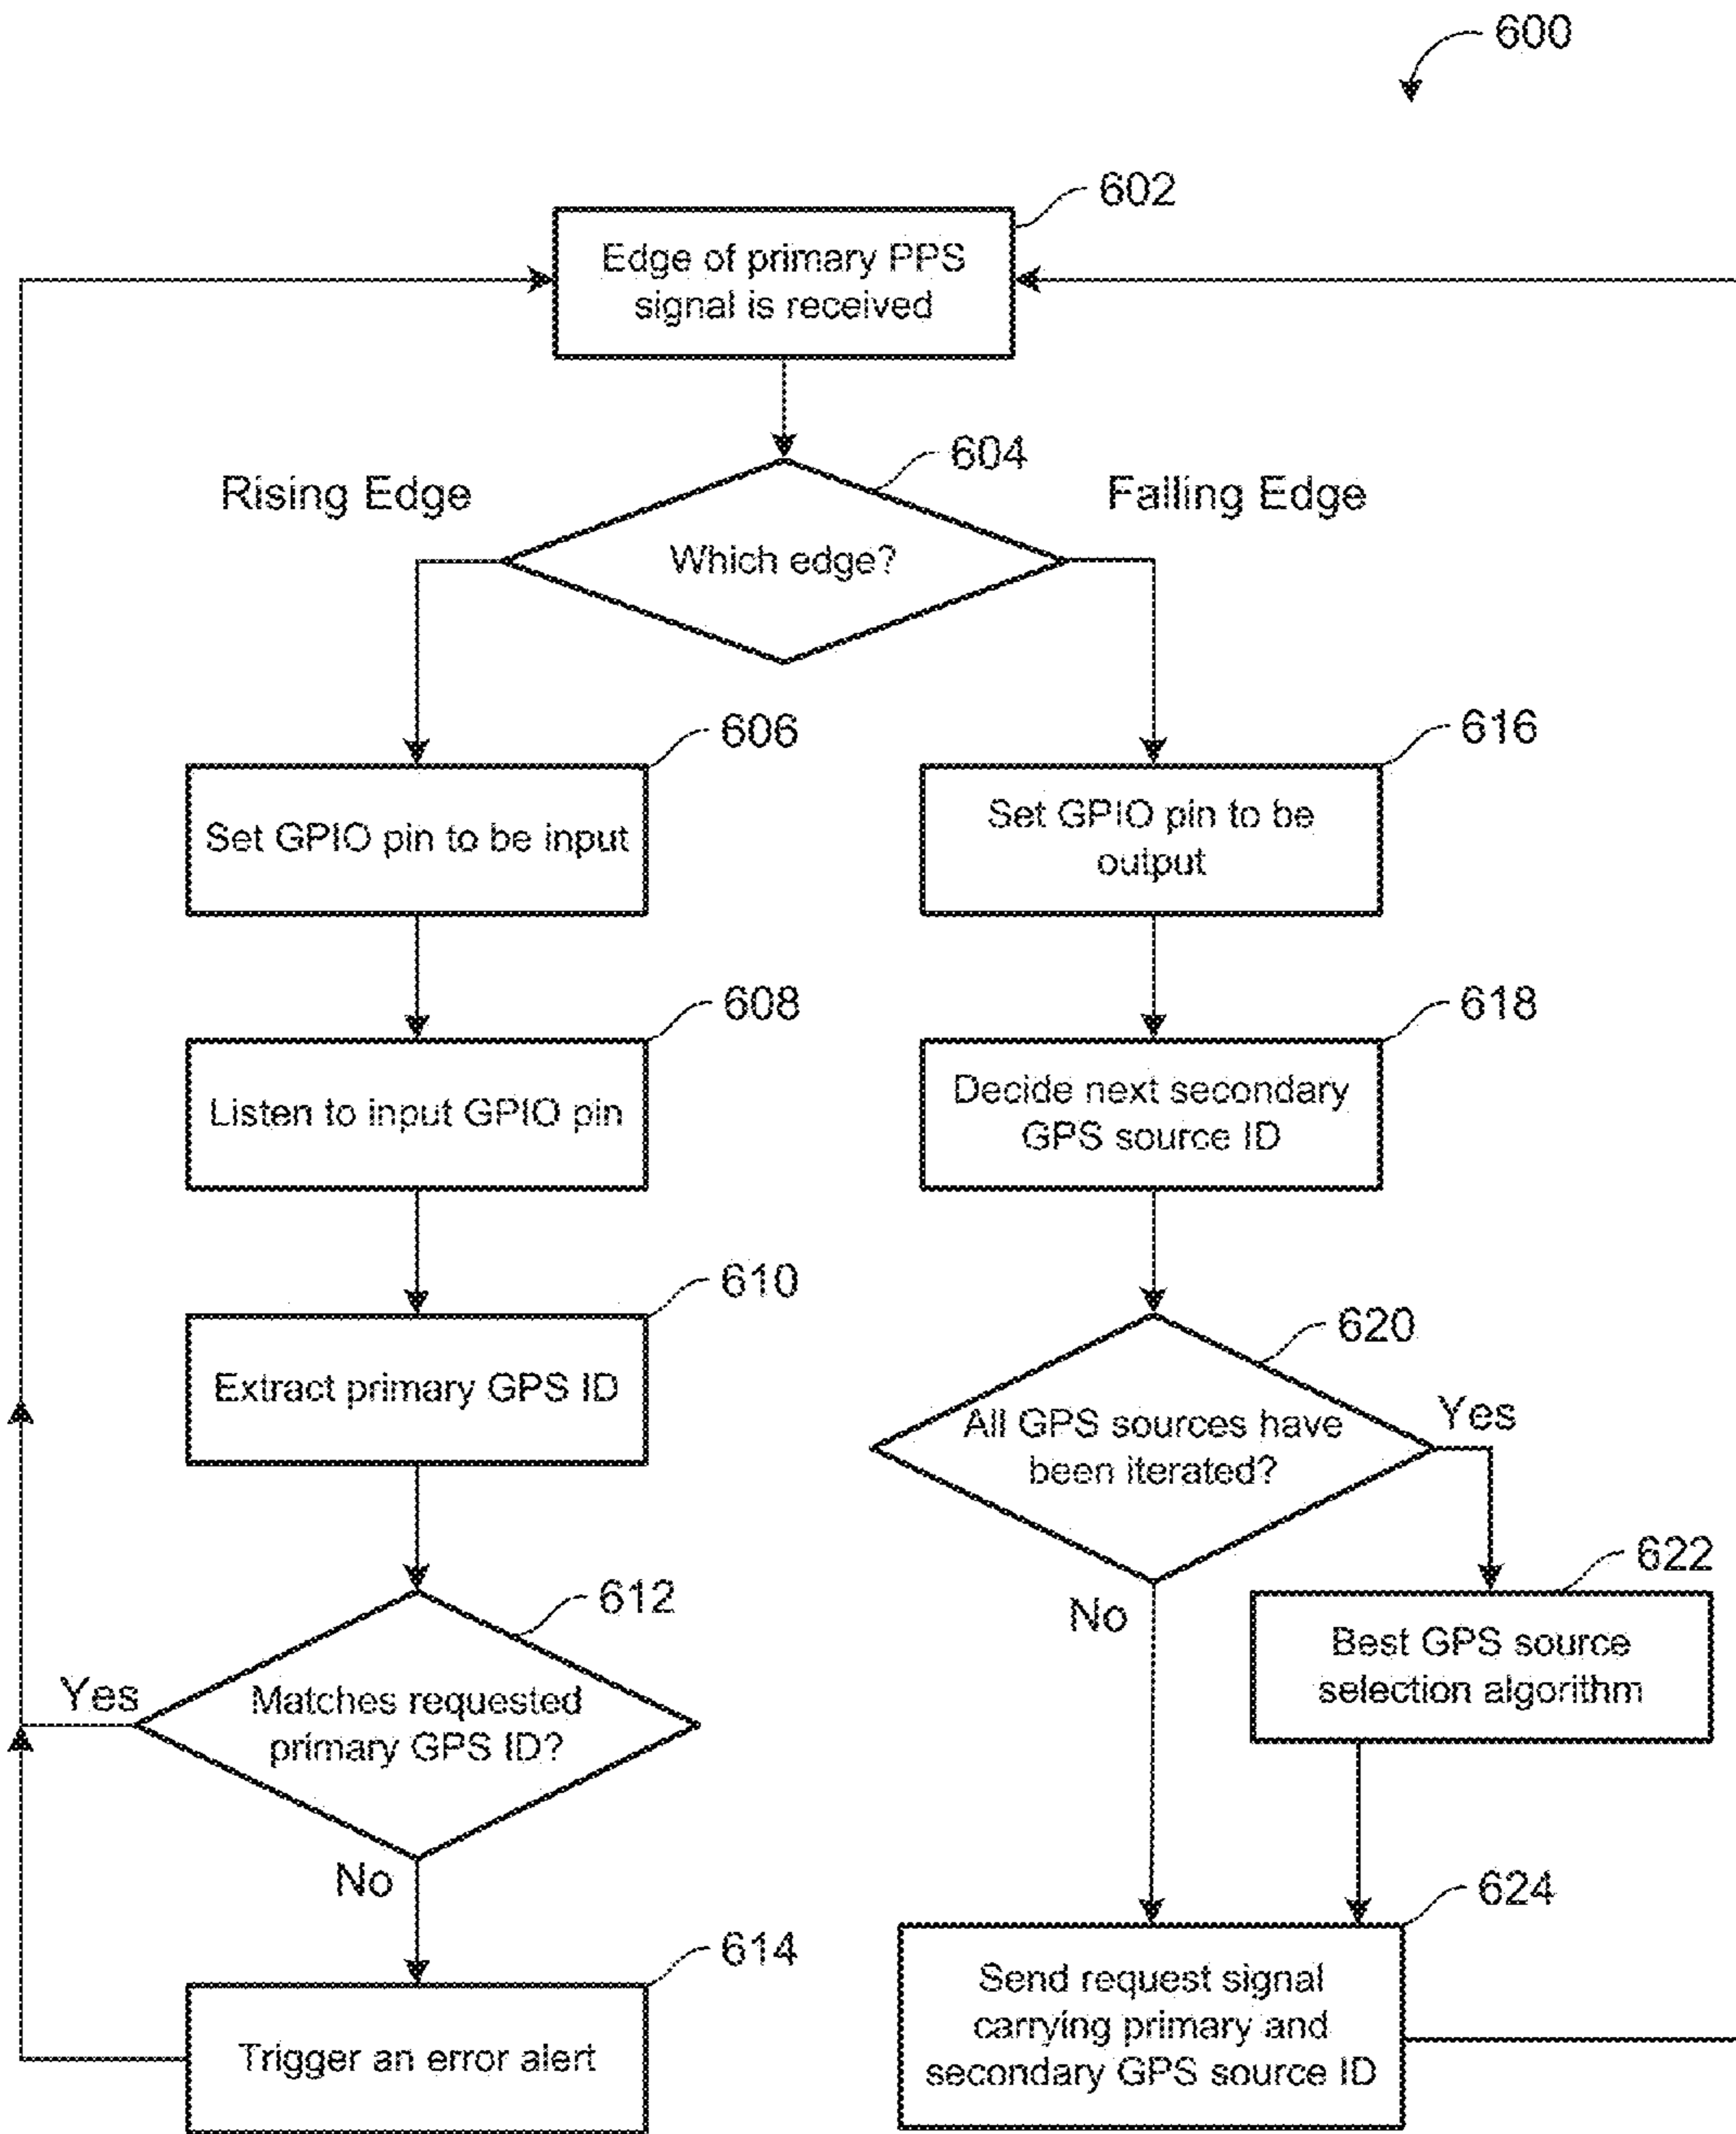 600
602
Edge of primary PPS
signal is received
604
Rising Edge
Falling Edge
Which edge?
606
Set GPIO pin to be input
616
Set GPIO pin to be
output
608
Listen to input GPIO pin
618
Decide next secondary
GPS source ID
610
Extract primary GPS ID
620
All GPS sources have
been iterated?
Yes
No
612
Matches requested
primary GPS ID?
Yes
No
622
Best GPS source
selection algorithm
614
Trigger an error alert
624
Send request signal
carrying primary and
secondary GPS source ID